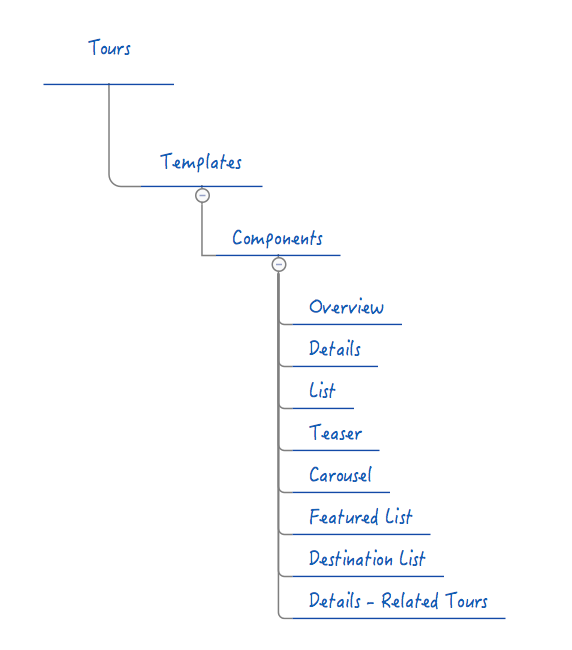 Tours
Templates
Components
Overview
Details
List
Teaser
Carousel
Featured List
Destination List
Details - Related Tours